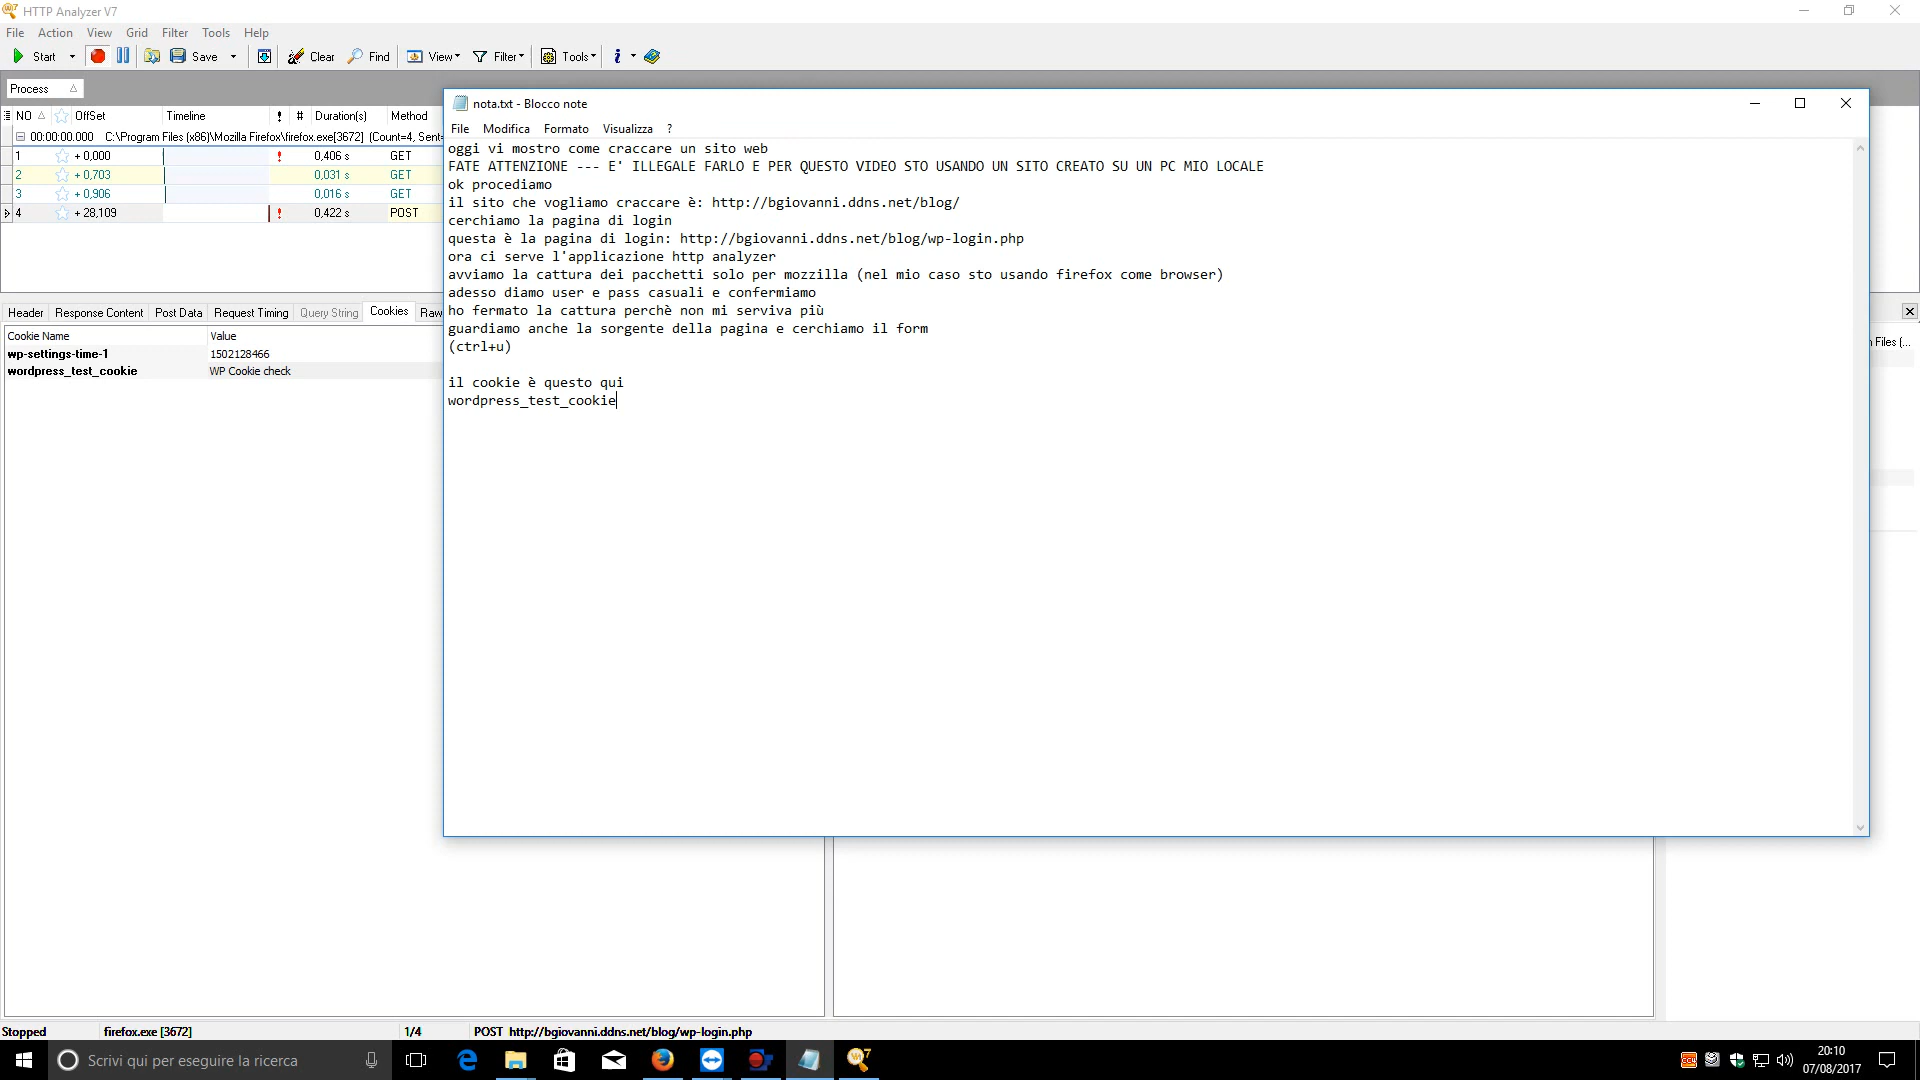 HTTP Analyzer V7
File Action View Grid Filter Tools Help
Start Save Clear Find View Filter Tools
Process
NO OffSet Timeline ! # Duration(s) Method
00:00:00.000 C:\Program Files (x86)\Mozilla Firefox\firefox.exe[3672] (Count=4, Sent=
1 + 0,000 ! 0,406 s GET
2 + 0,703 0,031 s GET
3 + 0,906 0,016 s GET
4 + 28,109 ! 0,422 s POST
Header Response Content Post Data Request Timing Query String Cookies Raw
Cookie Name Value
wp-settings-time-1 1502128466
wordpress_test_cookie WP Cookie check
nota.txt - Blocco note
File Modifica Formato Visualizza ?
oggi vi mostro come craccare un sito web
FATE ATTENZIONE --- E' ILLEGALE FARLO E PER QUESTO VIDEO STO USANDO UN SITO CREATO SU UN PC MIO LOCALE
ok procediamo
il sito che vogliamo craccare è: http://bgiovanni.ddns.net/blog/
cerchiamo la pagina di login
questa è la pagina di login: http://bgiovanni.ddns.net/blog/wp-login.php
ora ci serve l'applicazione http analyzer
avviamo la cattura dei pacchetti solo per mozzilla (nel mio caso sto usando firefox come browser)
adesso diamo user e pass casuali e confermiamo
ho fermato la cattura perchè non mi serviva più
guardiamo anche la sorgente della pagina e cerchiamo il form
(ctrl+u)
il cookie è questo qui
wordpress_test_cookie
Files (...
Stopped firefox.exe [3672] 1/4 POST http://bgiovanni.ddns.net/blog/wp-login.php
Scrivi qui per eseguire la ricerca
20:10
07/08/2017